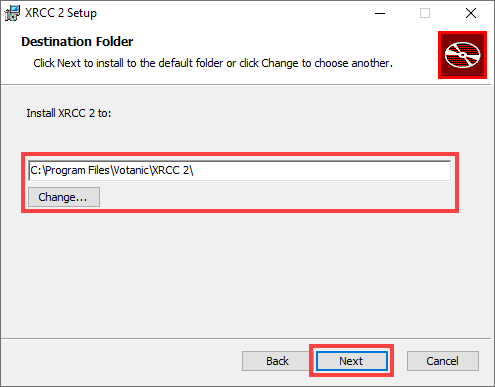 XRCC 2 Setup
Destination Folder
Click Next to install to the default folder or click Change to choose another.
Install XRCC 2 to:
C:\Program Files\Votanic\XRCC 2\
Change...
Back
Next
Cancel